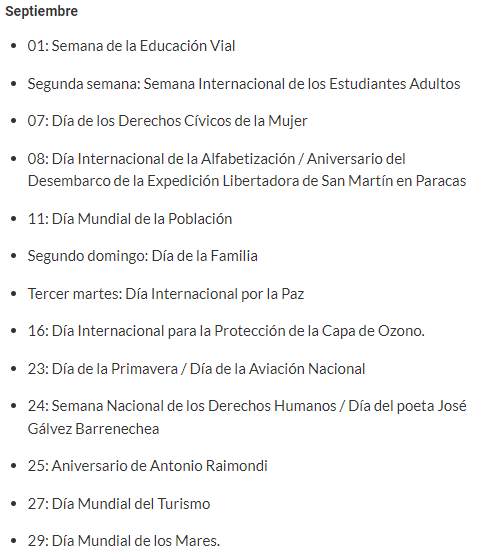 Septiembre
01: Semana de la Educación Vial
Segunda semana: Semana Internacional de los Estudiantes Adultos
07: Día de los Derechos Cívicos de la Mujer
08: Día Internacional de la Alfabetización / Aniversario del
Desembarco de la Expedición Libertadora de San Martín en Paracas
11: Día Mundial de la Población
Segundo domingo: Día de la Familia
Tercer martes: Día Internacional por la Paz
16: Día Internacional para la Protección de la Capa de Ozono.
23: Día de la Primavera / Día de la Aviación Nacional
24: Semana Nacional de los Derechos Humanos / Día del poeta José
Gálvez Barrenechea
25: Aniversario de Antonio Raimondi
27: Día Mundial del Turismo
29: Día Mundial de los Mares.